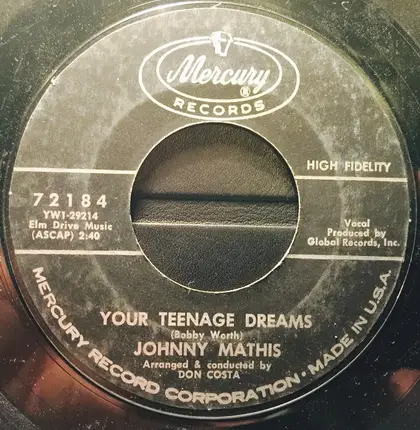 Mercury
®
RECORDS
HIGH FIDELITY
72184
YW1-29214
Elm Drive Music
(ASCAP) 2:40
Vocal
Produced by
Global Records, Inc.
YOUR TEENAGE DREAMS
(Bobby Worth)
JOHNNY MATHIS
Arranged & conducted by
DON COSTA
MERCURY RECORD CORPORATION • MADE IN U.S.A.